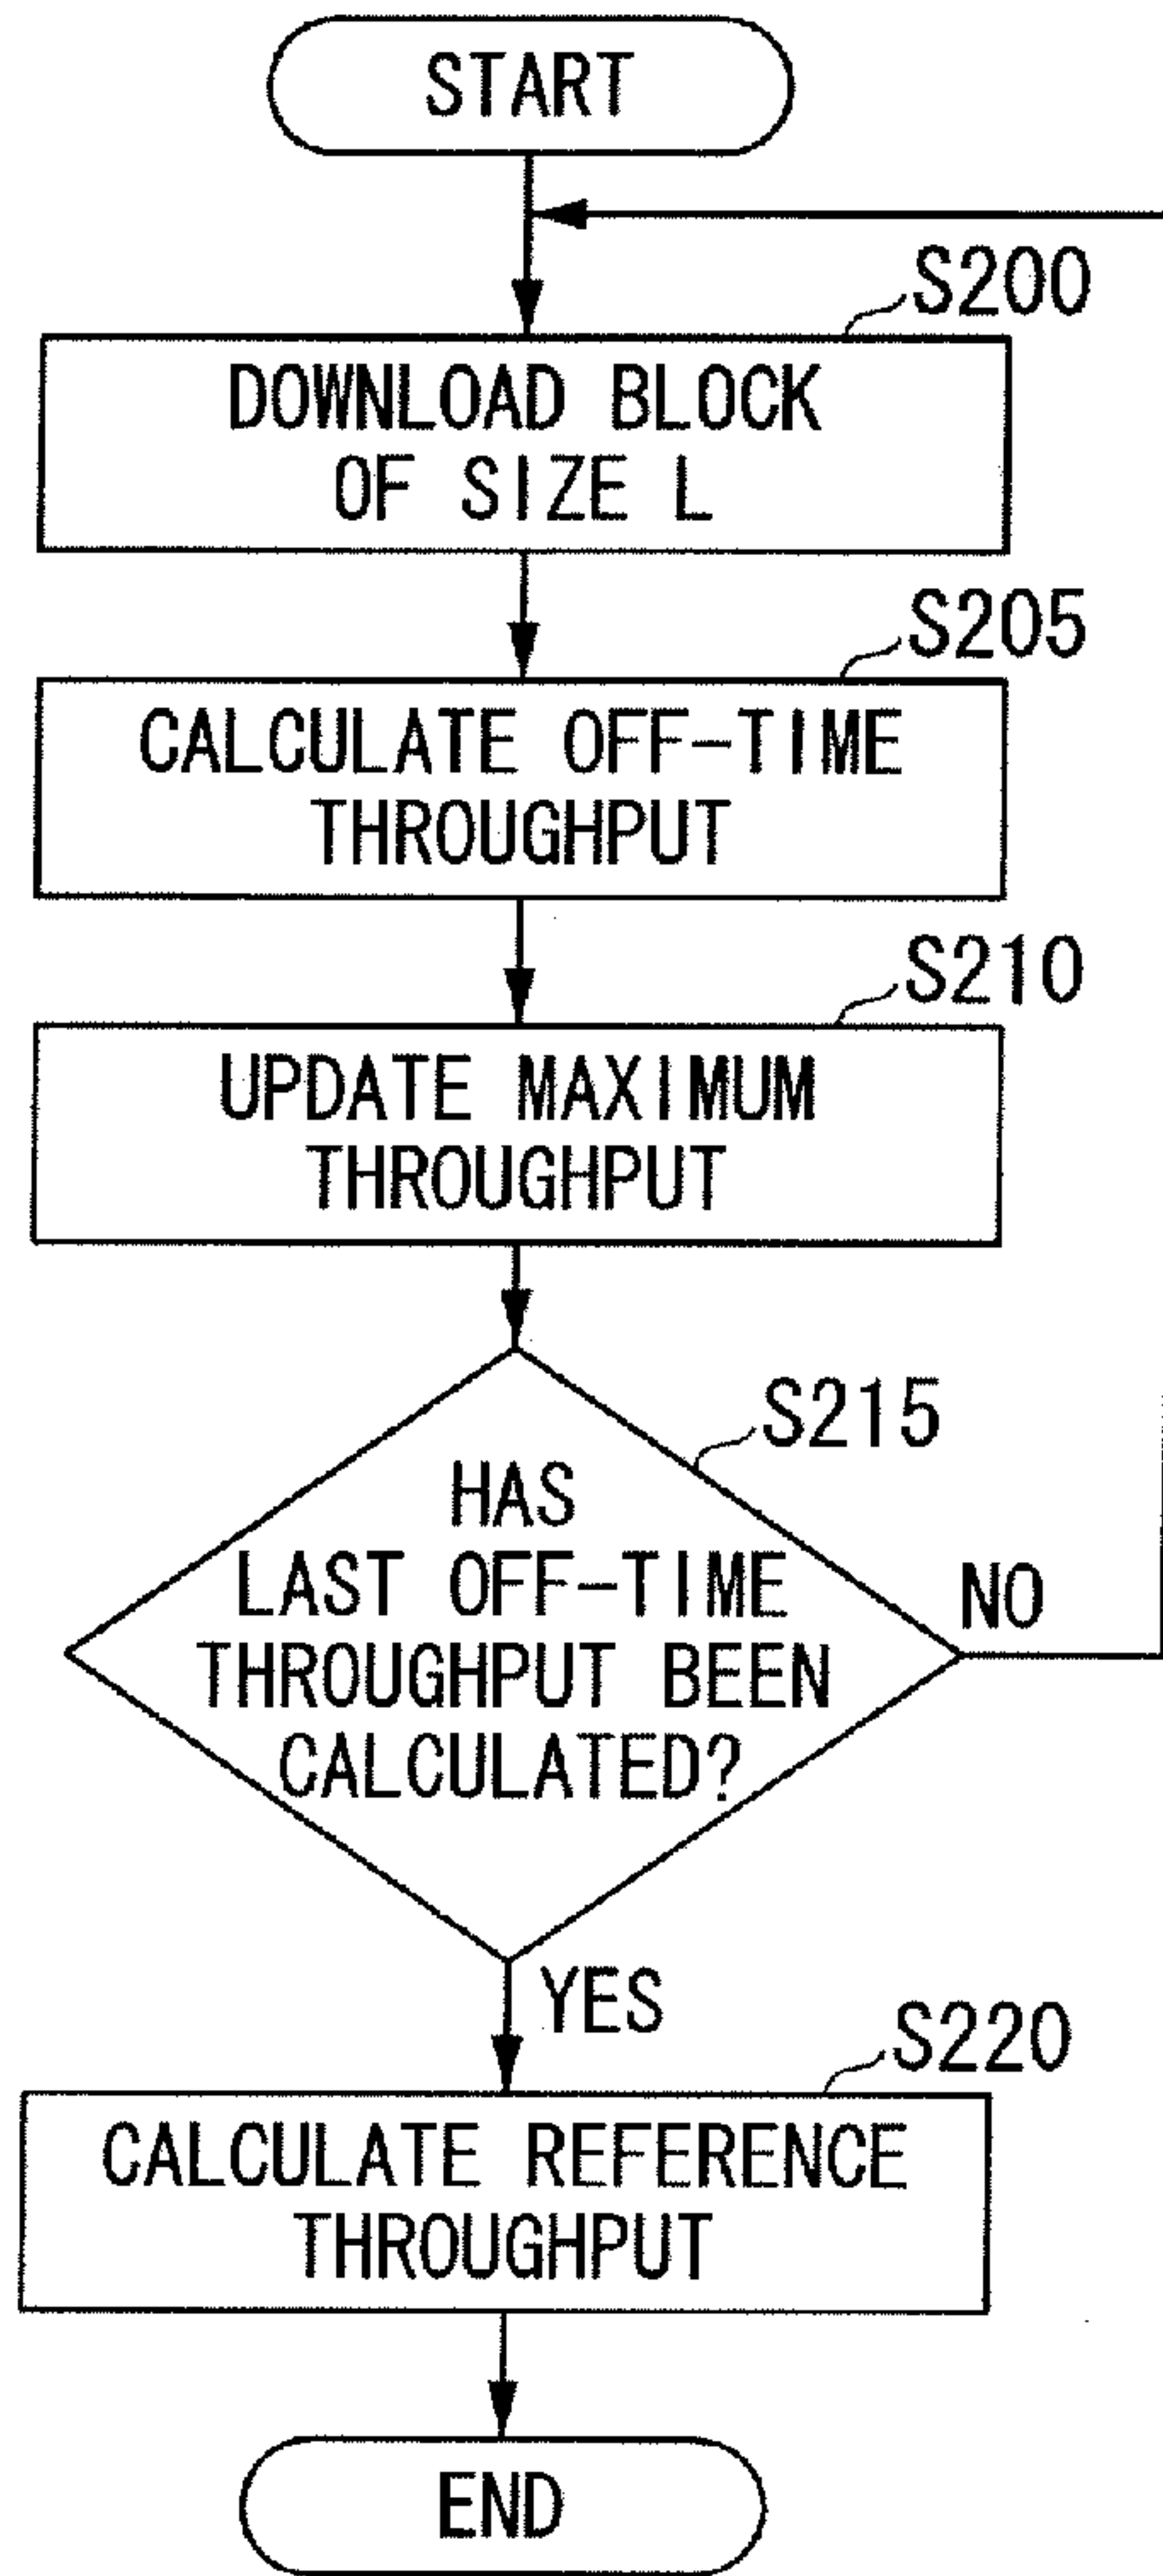 START
S200
DOWNLOAD BLOCK
OF SIZE L
S205
CALCULATE OFF-TIME
THROUGHPUT
S210
UPDATE MAXIMUM
THROUGHPUT
S215
HAS
LAST OFF-TIME
THROUGHPUT BEEN
CALCULATED?
NO
YES
S220
CALCULATE REFERENCE
THROUGHPUT
END